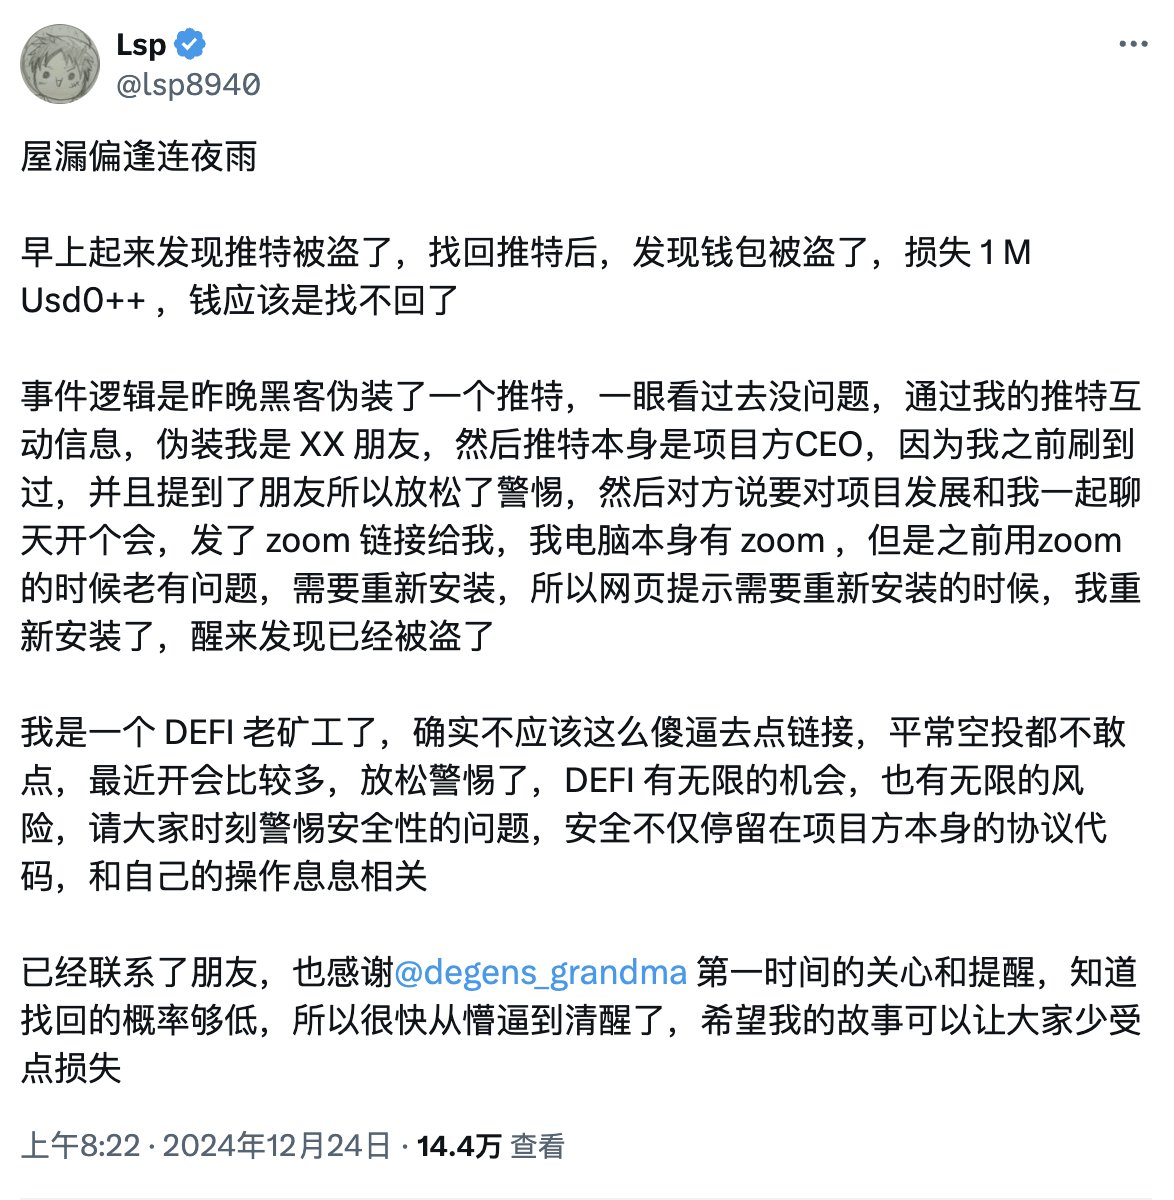 Lsp
@lsp8940
屋漏偏逢连夜雨
早上起来发现推特被盗了，找回推特后，发现钱包被盗了，损失 1 M
Usd0++ ，钱应该是找不回了
事件逻辑是昨晚黑客伪装了一个推特，一眼看过去没问题，通过我的推特互
动信息，伪装我是 XX 朋友，然后推特本身是项目方CEO，因为我之前刷到
过，并且提到了朋友所以放松了警惕，然后对方说要对项目发展和我一起聊
天开个会，发了 zoom 链接给我，我电脑本身有 zoom ，但是之前用zoom
的时候老有问题，需要重新安装，所以网页提示需要重新安装的时候，我重
新安装了，醒来发现已经被盗了
我是一个 DEFI 老矿工了，确实不应该这么傻逼去点链接，平常空投都不敢
点，最近开会比较多，放松警惕了，DEFI 有无限的机会，也有无限的风
险，请大家时刻警惕安全性的问题，安全不仅停留在项目方本身的协议代
码，和自己的操作息息相关
已经联系了朋友，也感谢@degens_grandma 第一时间的关心和提醒，知道
找回的概率够低，所以很快从懵逼到清醒了，希望我的故事可以让大家少受
点损失
上午8:22 · 2024年12月24日 · 14.4万 查看